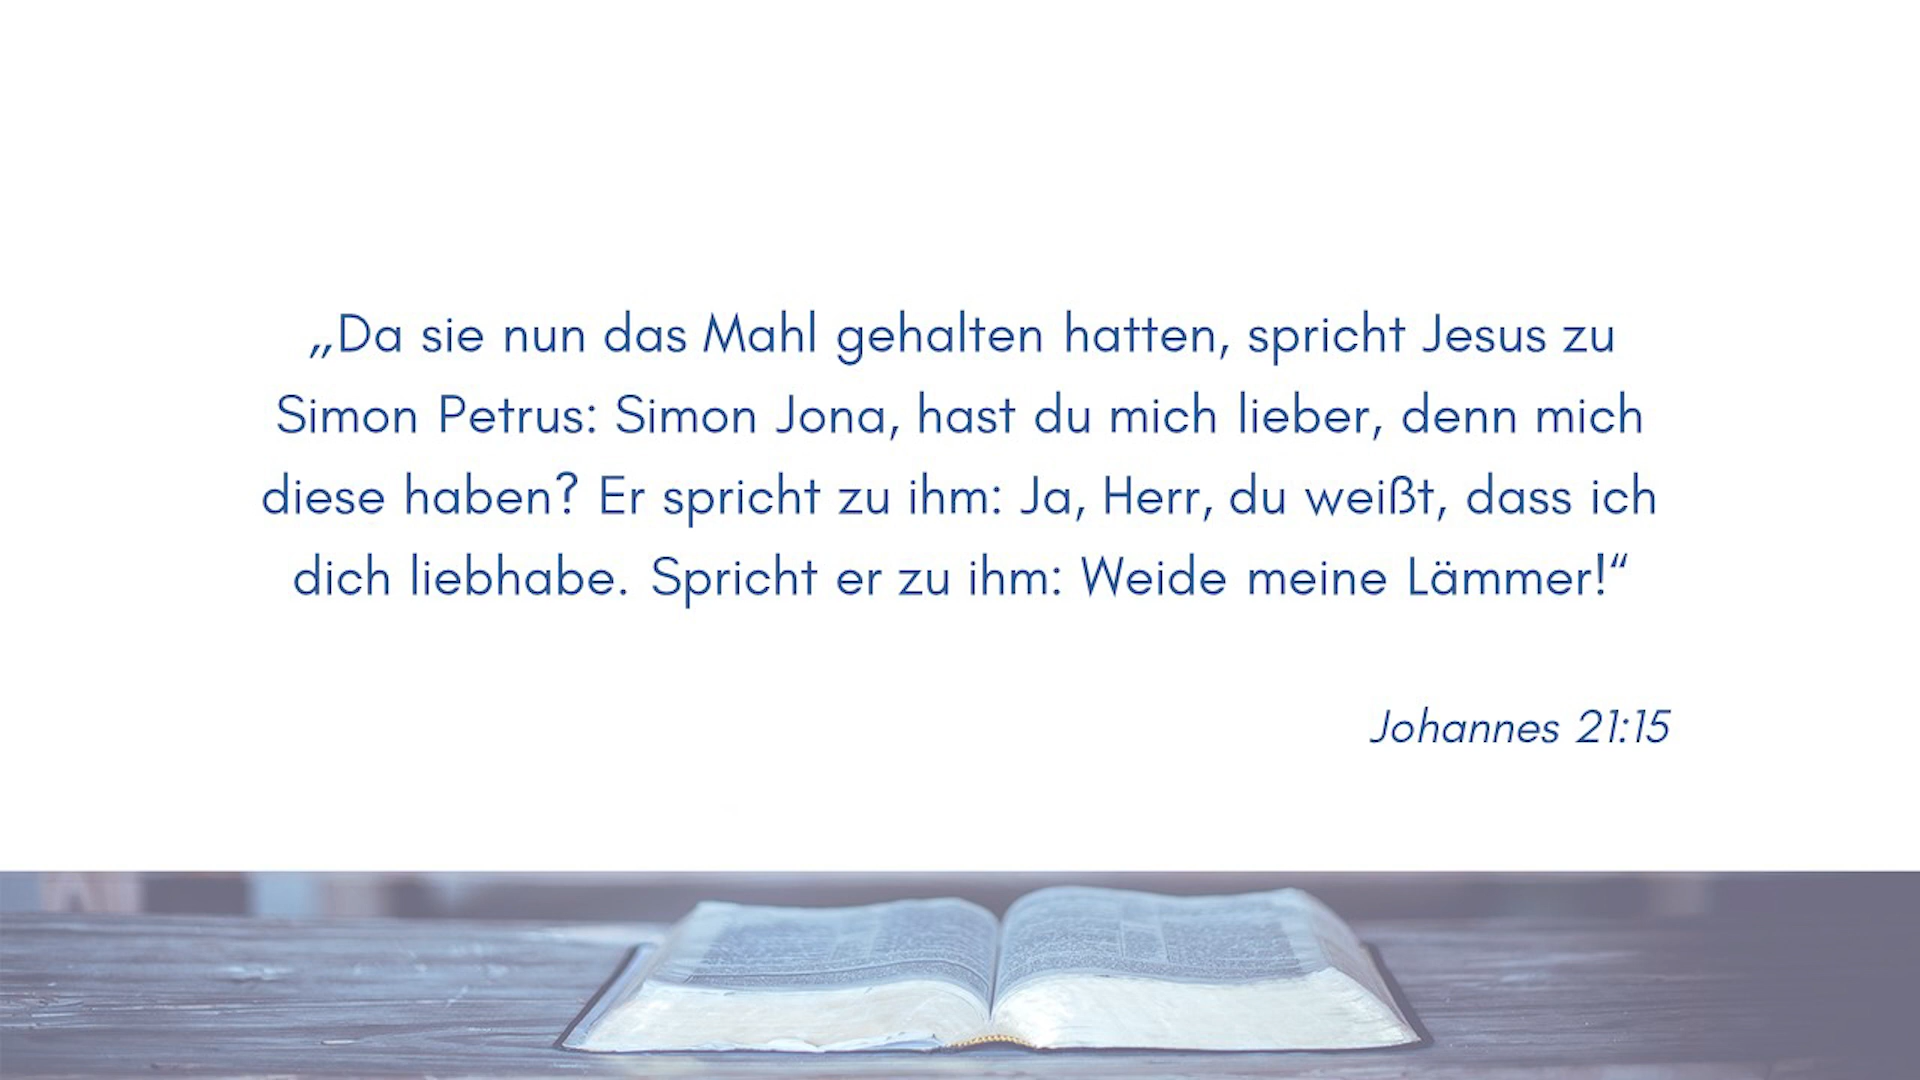 „Da sie nun das Mahl gehalten hatten, spricht Jesus zu
Simon Petrus: Simon Jona, hast du mich lieber, denn mich
diese haben? Er spricht zu ihm: Ja, Herr, du weißt, dass ich
dich liebhabe. Spricht er zu ihm: Weide meine Lämmer!“
Johannes 21:15